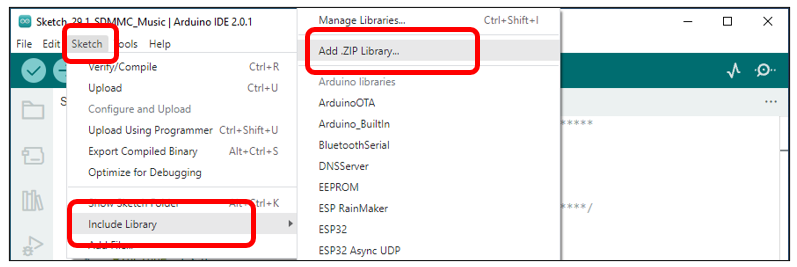 Sketch_29.1_SDMMC_Music | Arduino IDE 2.0.1
File Edit Sketch Tools Help
Verify/Compile Ctrl+R
Upload Ctrl+U
Configure and Upload
Upload Using Programmer Ctrl+Shift+U
Export Compiled Binary Alt+Ctrl+S
Optimize for Debugging
Show Sketch Folder Alt+Ctrl+K
Include Library
Add File...
Manage Libraries... Ctrl+Shift+I
Add .ZIP Library...
Arduino libraries
ArduinoOTA
Arduino_BuiltIn
BluetoothSerial
DNSServer
EEPROM
ESP RainMaker
ESP32
ESP32 Async UDP
*****
****/